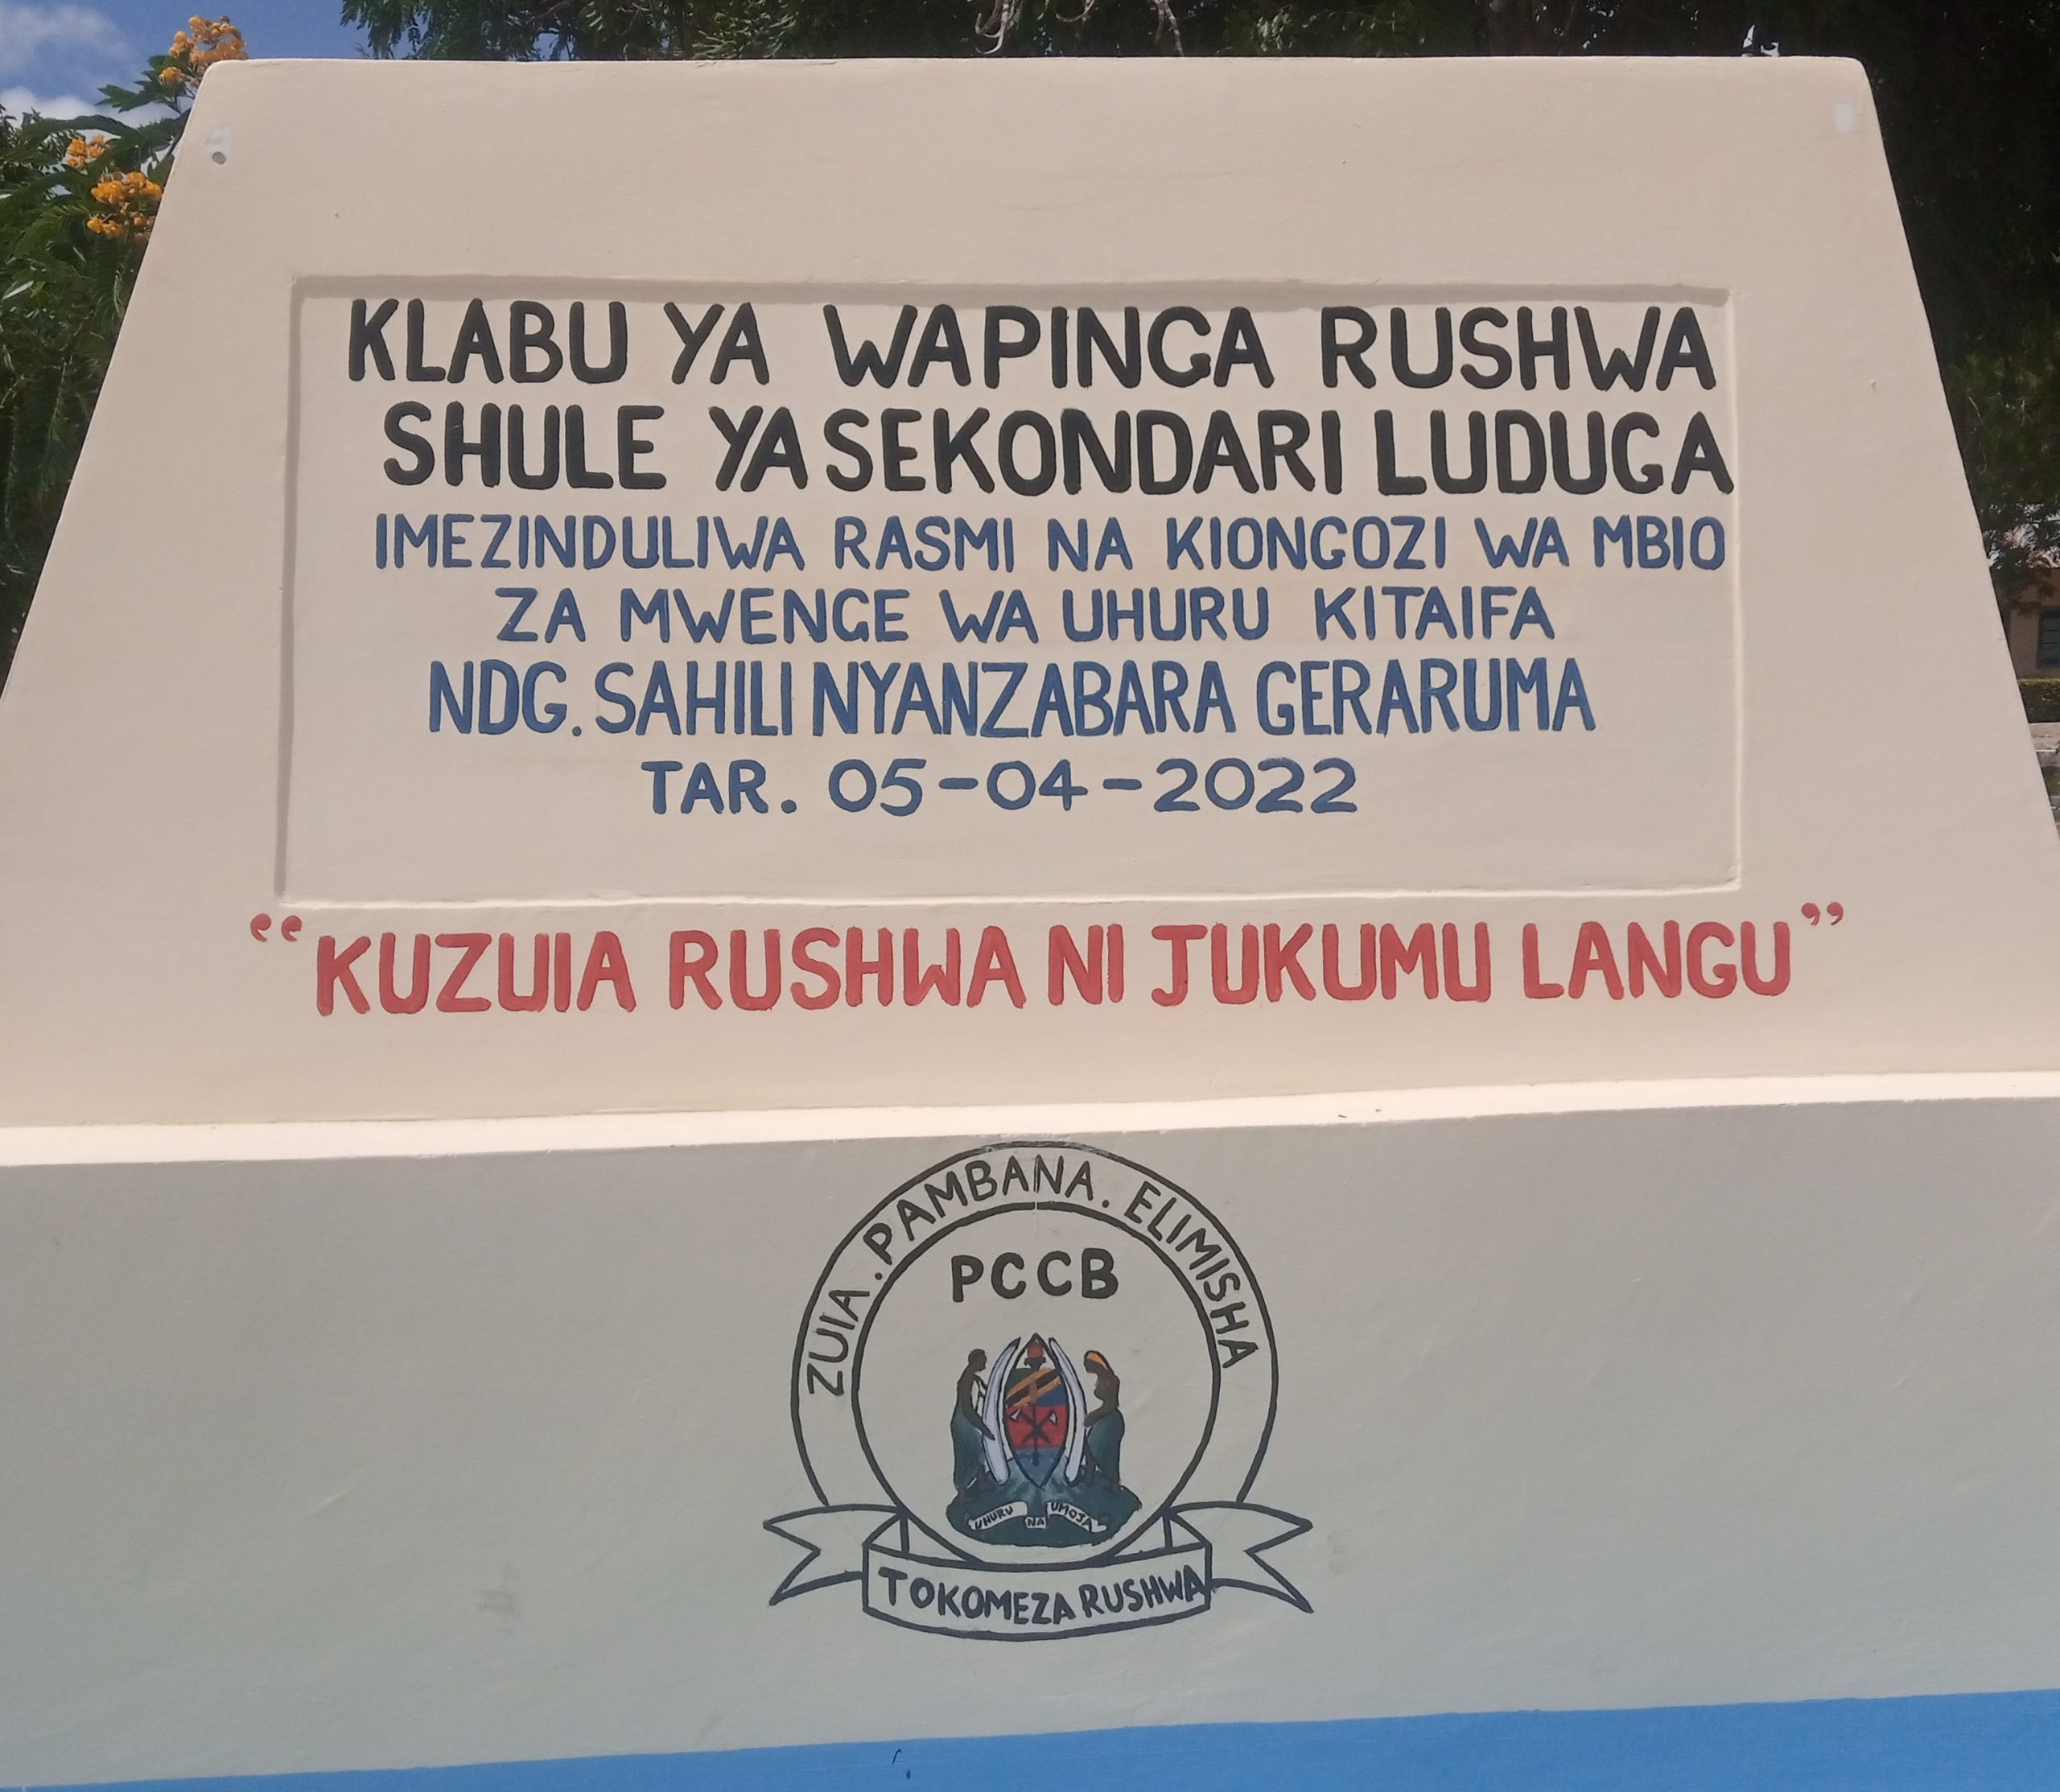 KLABU YA WAPINGA RUSHWA
SHULE YA SEKONDARI LUDUGA
IMEZINDULIWA RASMI NA KIONGOZI WA MBIO
ZA MWENGE WA UHURU KITAIFA
NDG. SAHILI NYANZABARA GERARUMA
TAR. 05-04-2022
“KUZUIA RUSHWA NI JUKUMU LANGU”
ZUIA. PAMBANA. ELIMISHA
PCCB
UHURU NA UMOJA
TOKOMEZA RUSHWA